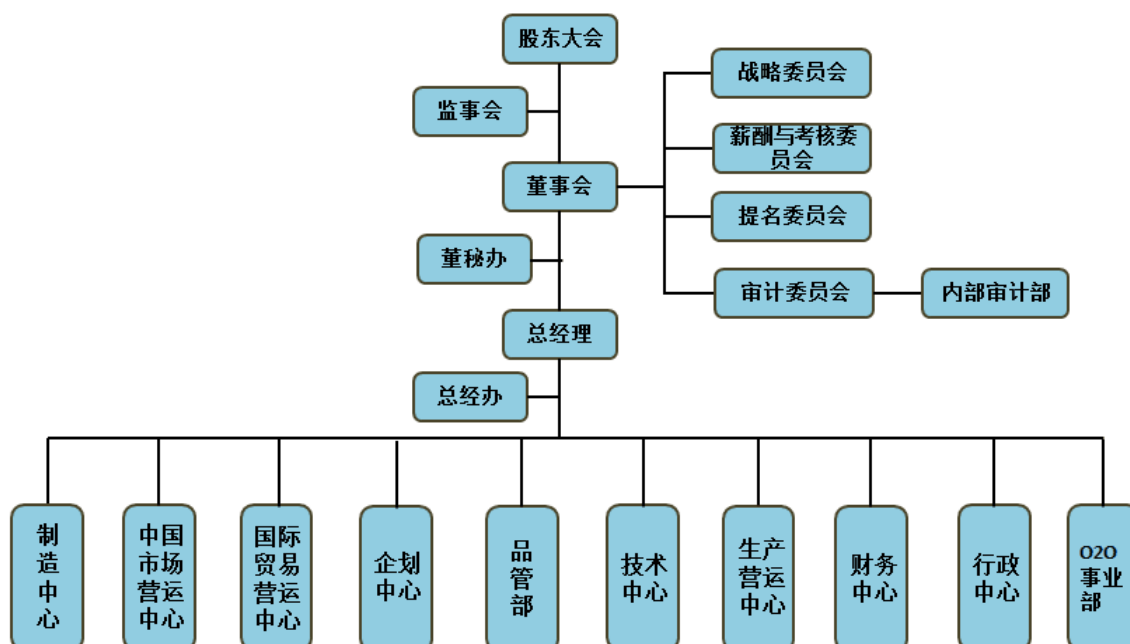 股东大会
战略委员会
监事会
薪酬与考核委
员会
董事会
提名委员会
董秘办
审计委员会
内部审计部
总经理
总经办
制
造
中
心
中国
市场
营运
中心
国际
贸易
营运
中心
企划
中心
品
管
部
技术
中心
生产
营运
中心
财务
中心
行政
中心
O2O
事业
部